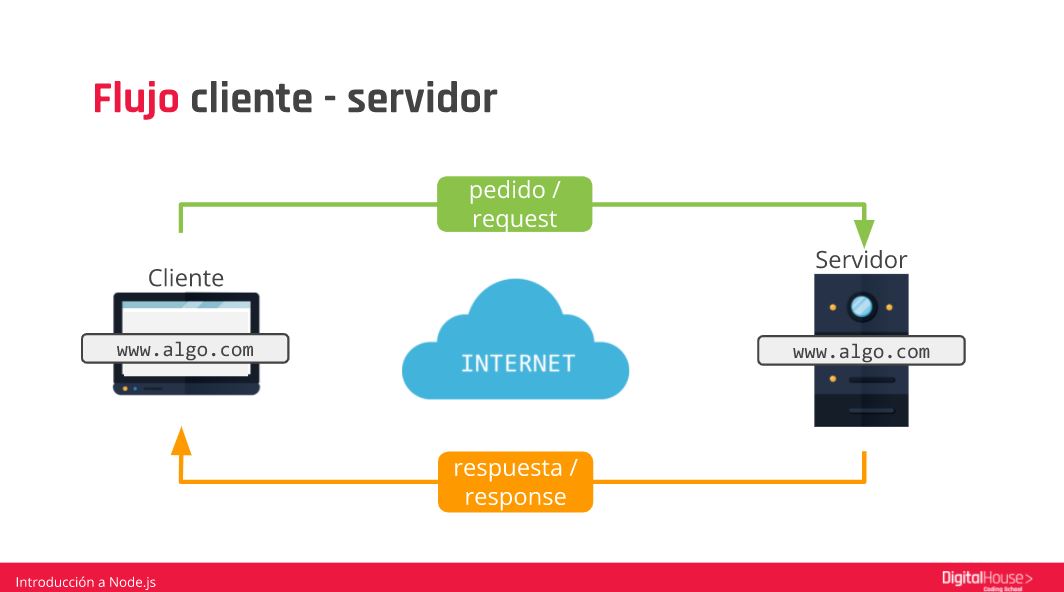 Flujo cliente - servidor
pedido /
request
Cliente
www.algo.com
INTERNET
Servidor
www.algo.com
respuesta /
response
Introducción a Node.js
DigitalHouse>
Coding School